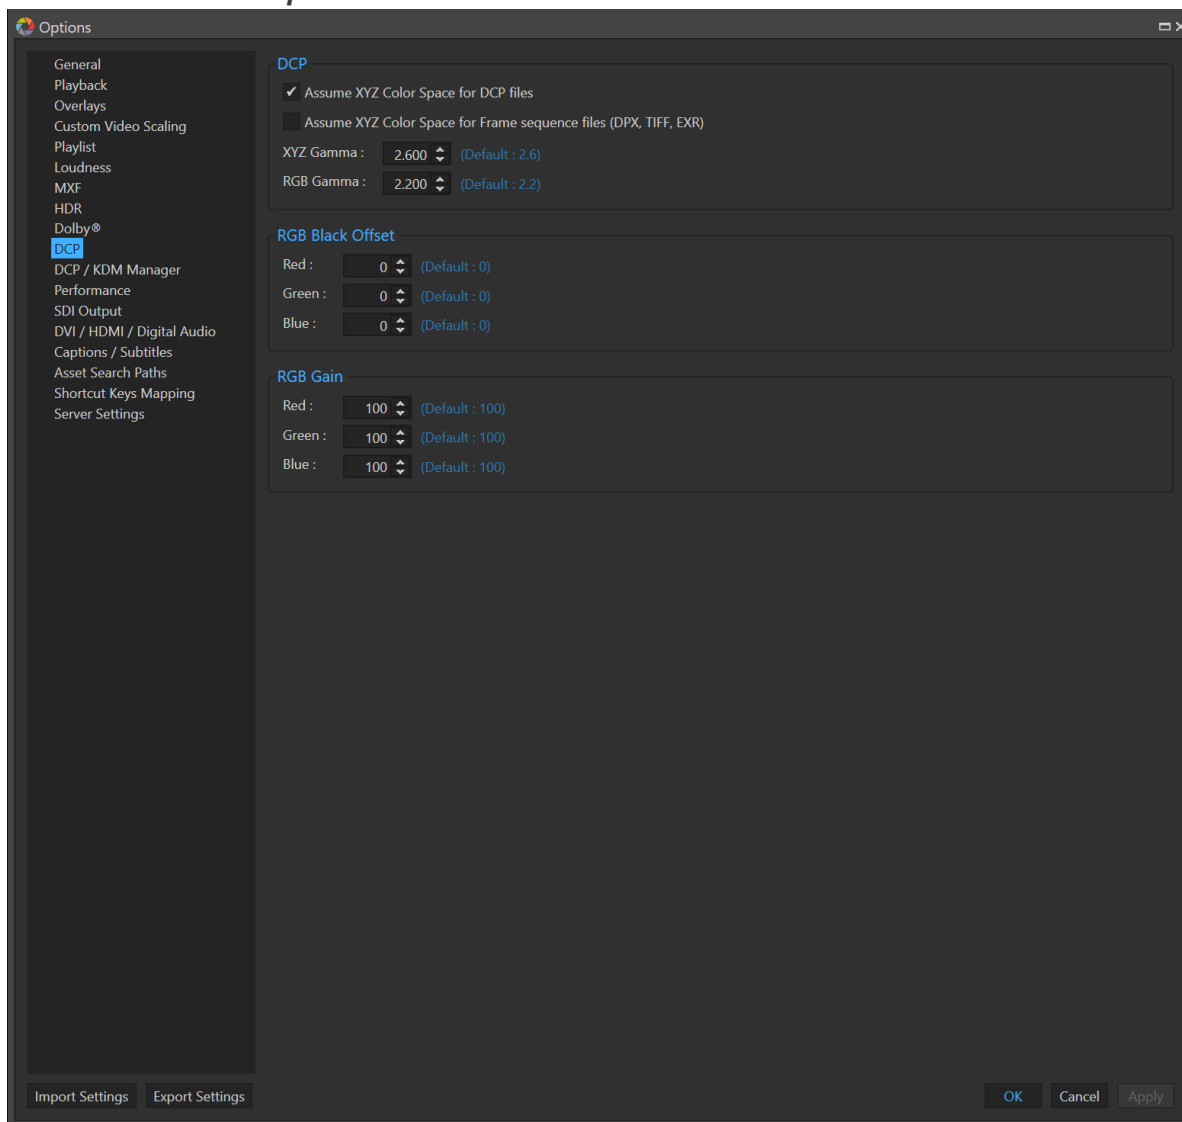 Options
General
Playback
Overlays
Custom Video Scaling
Playlist
Loudness
MXF
HDR
Dolby®
DCP
DCP / KDM Manager
Performance
SDI Output
DVI / HDMI / Digital Audio
Captions / Subtitles
Asset Search Paths
Shortcut Keys Mapping
Server Settings
DCP
Assume XYZ Color Space for DCP files
Assume XYZ Color Space for Frame sequence files (DPX, TIFF, EXR)
XYZ Gamma : 2.600 (Default : 2.6)
RGB Gamma : 2.200 (Default : 2.2)
RGB Black Offset
Red : 0 (Default : 0)
Green : 0 (Default : 0)
Blue : 0 (Default : 0)
RGB Gain
Red : 100 (Default : 100)
Green : 100 (Default : 100)
Blue : 100 (Default : 100)
Import Settings Export Settings OK Cancel Apply